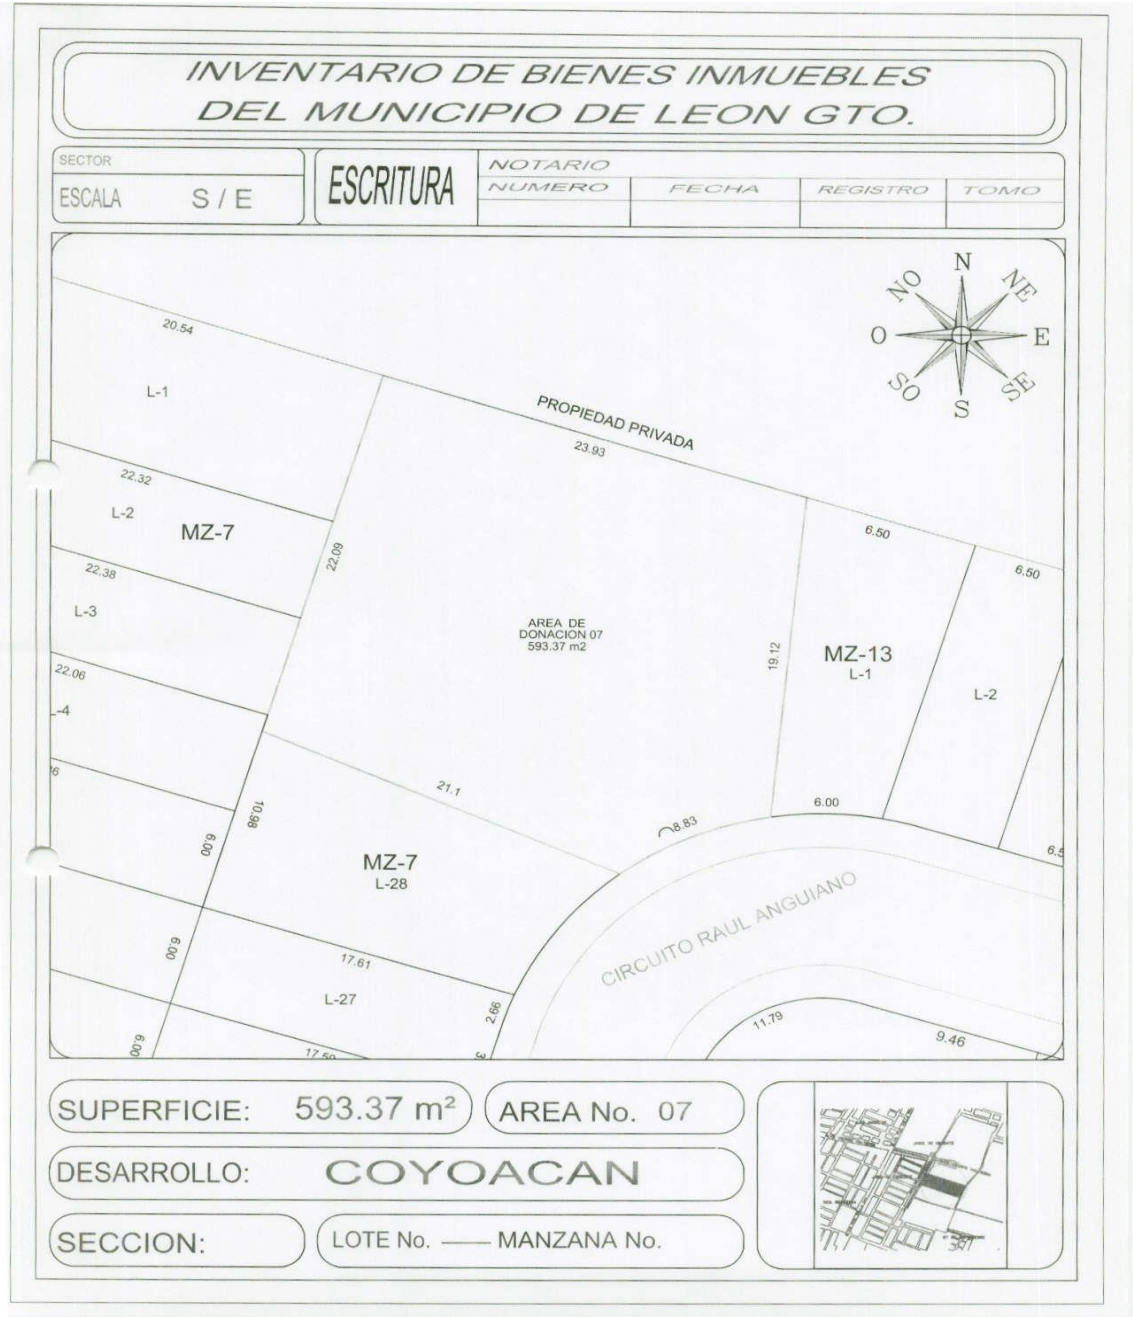 INVENTARIO DE BIENES INMUEBLES
DEL MUNICIPIO DE LEON GTO.
SECTOR
ESCALA S / E
ESCRITURA
NOTARIO
NUMERO FECHA REGISTRO TOMO
N
NO NE
O E
SO SE
S
20.54
L-1
PROPIEDAD PRIVADA
23.93
22.32
L-2
MZ-7
6.50
22.09
22.38
6.50
L-3
AREA DE
DONACION 07
593.37 m2
19.12
MZ-13
L-1
22.06
L-2
-4
21.1
6.00
10.98
8.83
6.00
MZ-7
L-28
CIRCUITO RAUL ANGUIANO
6.00
17.61
L-27
2.66
11.79
9.46
6.00
17.50
3
SUPERFICIE: 593.37 m²
AREA No. 07
DESARROLLO: COYOACAN
SECCION:
LOTE No. —— MANZANA No.